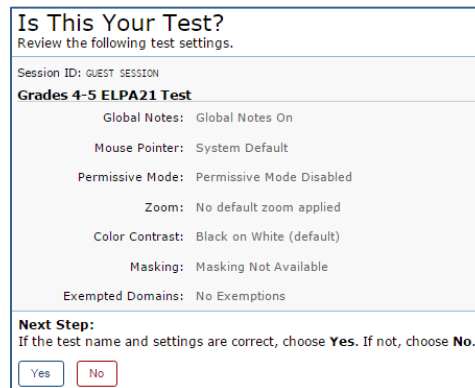 Is This Your Test?
Review the following test settings.
Session ID: GUEST SESSION
Grades 4-5 ELPA21 Test
Global Notes: Global Notes On
Mouse Pointer: System Default
Permissive Mode: Permissive Mode Disabled
Zoom: No default zoom applied
Color Contrast: Black on White (default)
Masking: Masking Not Available
Exempted Domains: No Exemptions
Next Step:
If the test name and settings are correct, choose Yes. If not, choose No.
Yes No